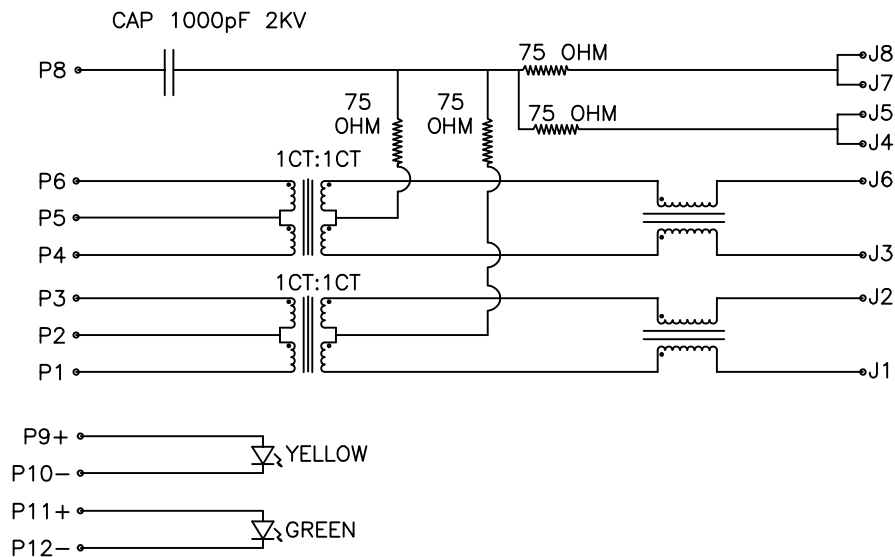 CAP 1000pF 2KV
P8
75 OHM
J8
J7
75
OHM
75
OHM
75 OHM
J5
J4
1CT:1CT
P6
J6
P5
P4
J3
1CT:1CT
P3
J2
P2
P1
J1
P9+
YELLOW
P10-
P11+
GREEN
P12-